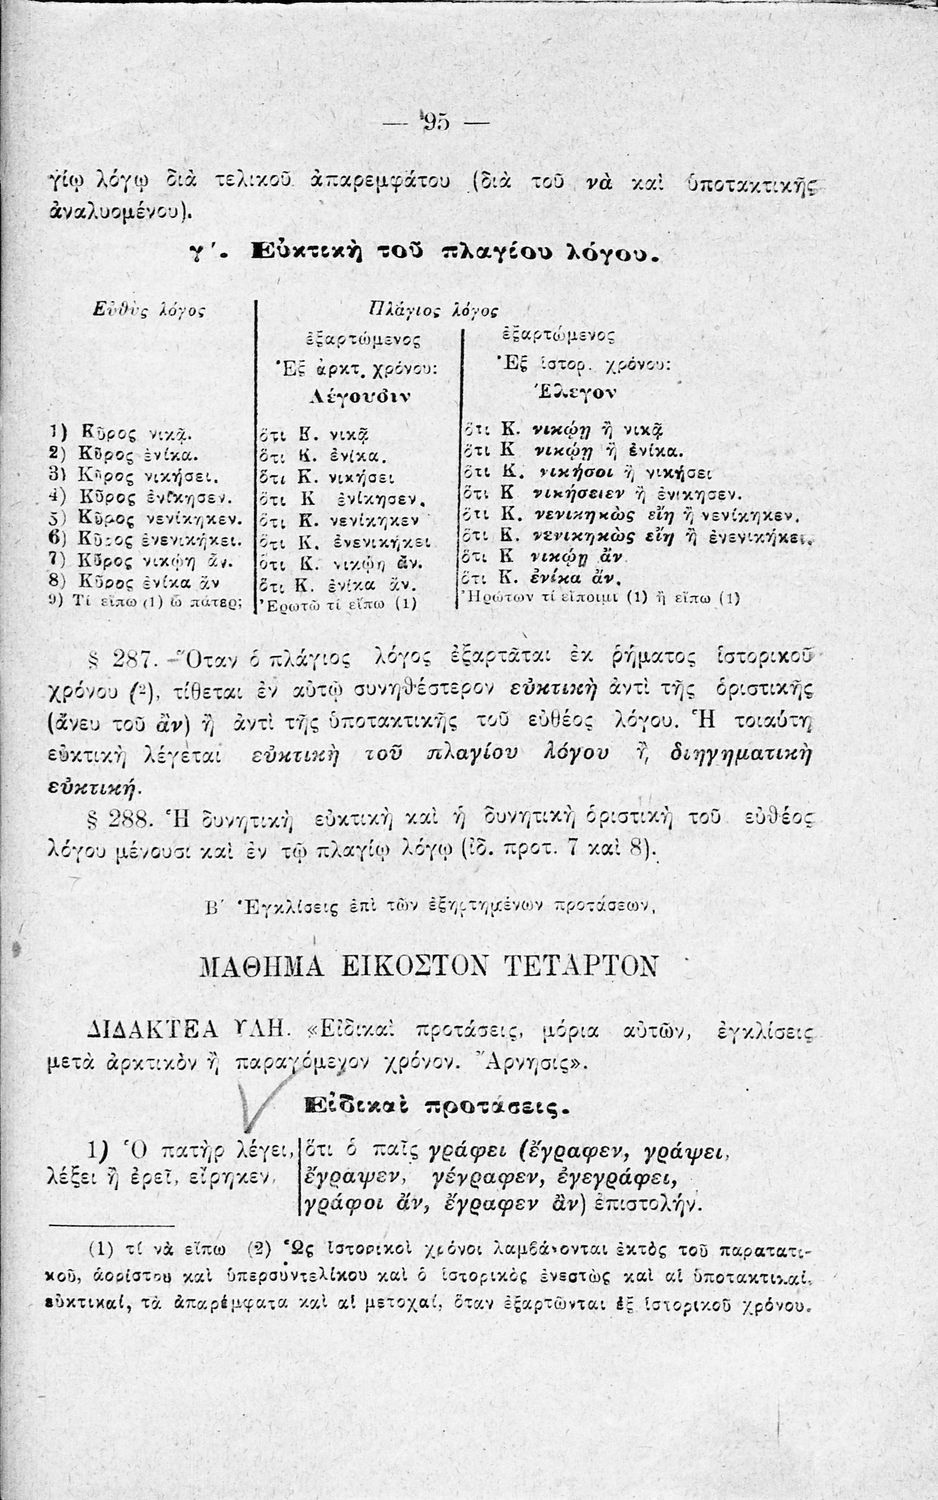 — 95 —
γίῳ λόγῳ διὰ τελικοῦ ἀπαρεμφάτου (διὰ τοῦ νὰ καὶ ὑποτακτικῆς
ἀναλυομένου).
γ΄. Εὐκτικὴ τοῦ πλαγίου λόγου.
Εὐθὺς λόγος
Πλάγιος λόγος
ἐξαρτώμενος
ἐξαρτώμενος
Ἐξ ἀρκτ. χρόνου:
Ἐξ ἱστορ. χρόνου:
Λέγουσιν
Ἔλεγον
1) Κῦρος νικᾷ. ὅτι Κ. νικᾷ ὅτι Κ. νικῴη ἢ νικᾷ
2) Κῦρος ἐνίκα. ὅτι Κ. ἐνίκα. ὅτι Κ νικῴη ἢ ἐνίκα.
3) Κῦρος νικήσει. ὅτι Κ. νικήσει ὅτι Κ. νικήσοι ἢ νικήσει
4) Κῦρος ἐνίκησεν. ὅτι Κ ἐνίκησεν. ὅτι Κ νικήσειεν ἢ ἐνίκησεν.
5) Κῦρος νενίκηκεν. ὅτι Κ. νενίκηκεν ὅτι Κ. νενικηκὼς εἴη ἢ νενίκηκεν.
6) Κῦρος ἐνενικήκει. ὅτι Κ. ἐνενικήκει ὅτι Κ. νενικηκὼς εἴη ἢ ἐνενικήκει.
7) Κῦρος νικῴη ἄν. ὅτι Κ. νικῴη ἄν. ὅτι Κ νικῴη ἄν
8) Κῦρος ἐνίκα ἄν ὅτι Κ. ἐνίκα ἄν. ὅτι Κ. ἐνίκα ἄν.
9) Τί εἴπω (1) ὦ πάτερ; Ἐρωτῶ τί εἴπω (1) Ἠρώτων τί εἴποιμι (1) ἢ εἴπω (1)
§ 287. — Ὅταν ὁ πλάγιος λόγος ἐξαρτᾶται ἐκ ῥήματος ἱστορικοῦ
χρόνου (2), τίθεται ἐν αὐτῷ συνηθέστερον εὐκτικὴ ἀντὶ τῆς ὁριστικῆς
(ἄνευ τοῦ ἂν) ἢ ἀντὶ τῆς ὑποτακτικῆς τοῦ εὐθέος λόγου. Ἡ τοιαύτη
εὐκτικὴ λέγεται εὐκτικὴ τοῦ πλαγίου λόγου ἢ διηγηματικὴ
εὐκτική.
§ 288. Ἡ δυνητικὴ εὐκτικὴ καὶ ἡ δυνητικὴ ὁριστικὴ τοῦ εὐθέος
λόγου μένουσι καὶ ἐν τῷ πλαγίῳ λόγῳ (ἰδ. προτ. 7 καὶ 8).
Β΄ Ἐγκλίσεις ἐπὶ τῶν ἐξηρτημένων προτάσεων.
ΜΑΘΗΜΑ ΕΙΚΟΣΤΟΝ ΤΕΤΑΡΤΟΝ
ΔΙΔΑΚΤΕΑ ΥΛΗ. «Εἰδικαὶ προτάσεις, μόρια αὐτῶν, ἐγκλίσεις
μετὰ ἀρκτικὸν ἢ παραγόμενον χρόνον. Ἄρνησις».
Εἰδικαὶ προτάσεις.
1) Ὁ πατὴρ λέγει, ὅτι ὁ παῖς γράφει (ἔγραφεν, γράψει,
λέξει ἢ ἐρεῖ, εἴρηκεν, ἔγραψεν, γέγραφεν, ἐγεγράφει,
γράφοι ἄν, ἔγραφεν ἂν) ἐπιστολήν.
(1) τί νὰ εἴπω (2) Ὡς ἱστορικοὶ χρόνοι λαμβάνονται ἐκτὸς τοῦ παρατατι-
κοῦ, ἀορίστου καὶ ὑπερσυντελίκου καὶ ὁ ἱστορικὸς ἐνεστὼς καὶ αἱ ὑποτακτικαί,
εὐκτικαί, τὰ ἀπαρέμφατα καὶ αἱ μετοχαί, ὅταν ἐξαρτῶνται ἐξ ἱστορικοῦ χρόνου.